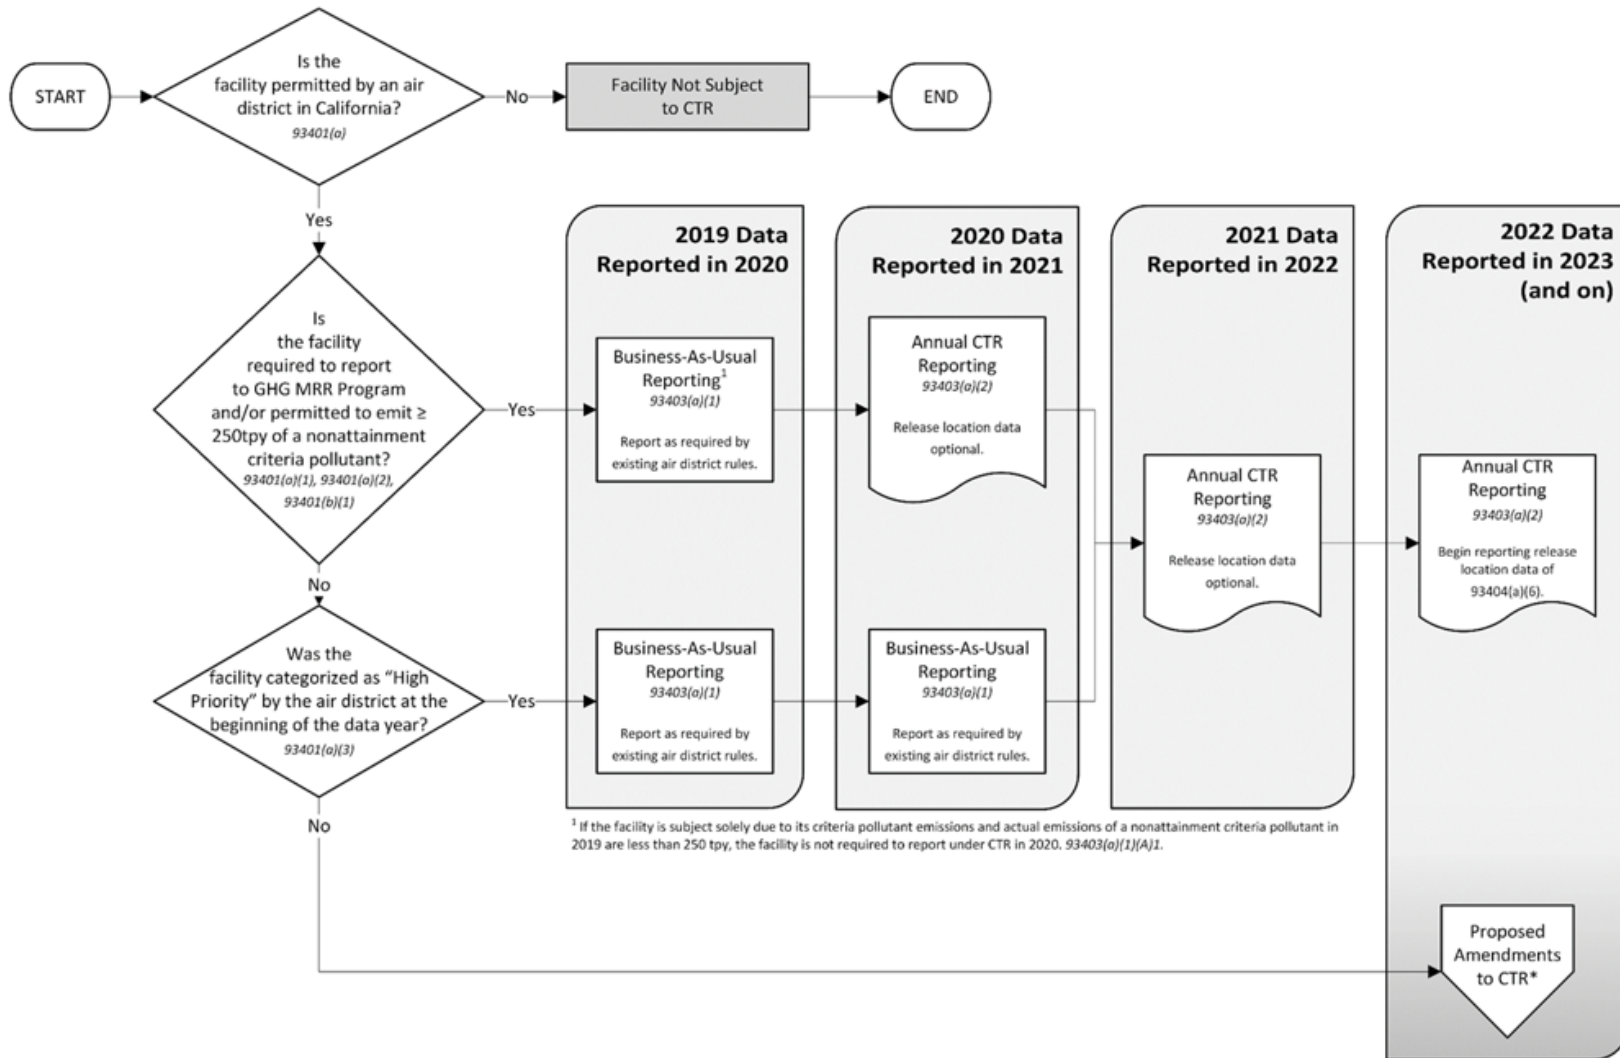 START
Is the
facility permitted by an air
district in California?
93401(a)
No
Facility Not Subject
to CTR
END
Yes
Is
the facility
required to report
to GHG MRR Program
and/or permitted to emit ≥
250tpy of a nonattainment
criteria pollutant?
93401(a)(1), 93401(a)(2),
93401(b)(1)
Yes
No
Was the
facility categorized as “High
Priority” by the air district at the
beginning of the data year?
93401(a)(3)
Yes
No
2019 Data
Reported in 2020
Business-As-Usual
Reporting1
93403(a)(1)
Report as required by
existing air district rules.
Business-As-Usual
Reporting
93403(a)(1)
Report as required by
existing air district rules.
2020 Data
Reported in 2021
Annual CTR
Reporting
93403(a)(2)
Release location data
optional.
Business-As-Usual
Reporting
93403(a)(1)
Report as required by
existing air district rules.
2021 Data
Reported in 2022
Annual CTR
Reporting
93403(a)(2)
Release location data
optional.
2022 Data
Reported in 2023
(and on)
Annual CTR
Reporting
93403(a)(2)
Begin reporting release
location data of
93404(a)(6).
1 If the facility is subject solely due to its criteria pollutant emissions and actual emissions of a nonattainment criteria pollutant in
2019 are less than 250 tpy, the facility is not required to report under CTR in 2020. 93403(a)(1)(A)1.
Proposed
Amendments
to CTR*